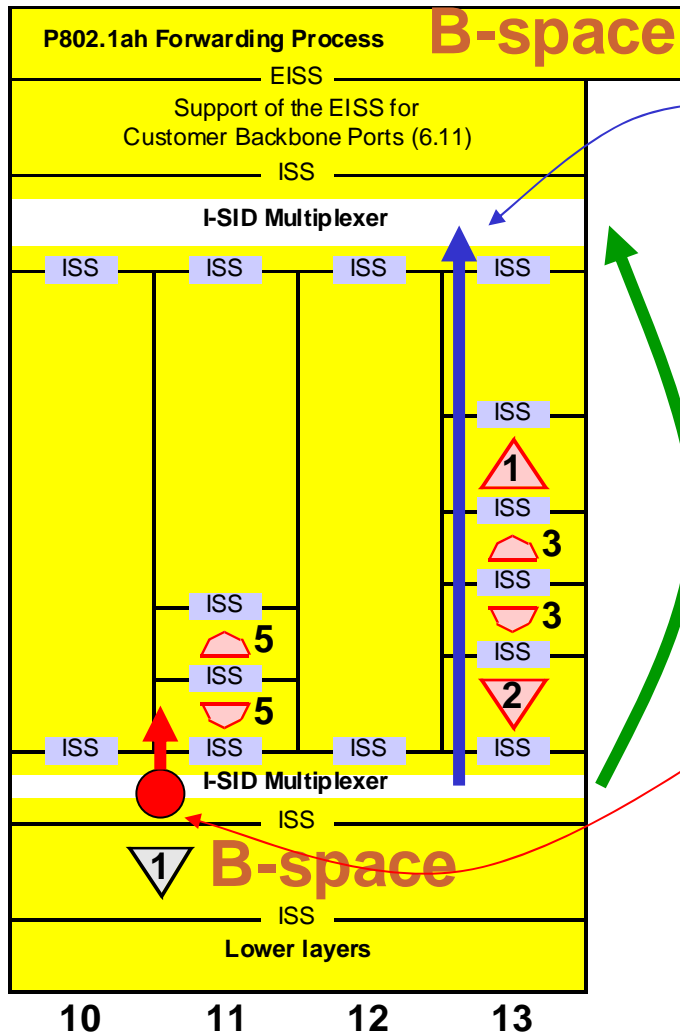 P802.1ah Forwarding Process B-space
EISS
Support of the EISS for
Customer Backbone Ports (6.11)
ISS
I-SID Multiplexer
ISS ISS ISS ISS
ISS
1
ISS
3
ISS
3
ISS ISS
5
ISS
2
5
ISS ISS ISS ISS
I-SID Multiplexer
ISS
1 B-space
ISS
Lower layers
10 11 12 13